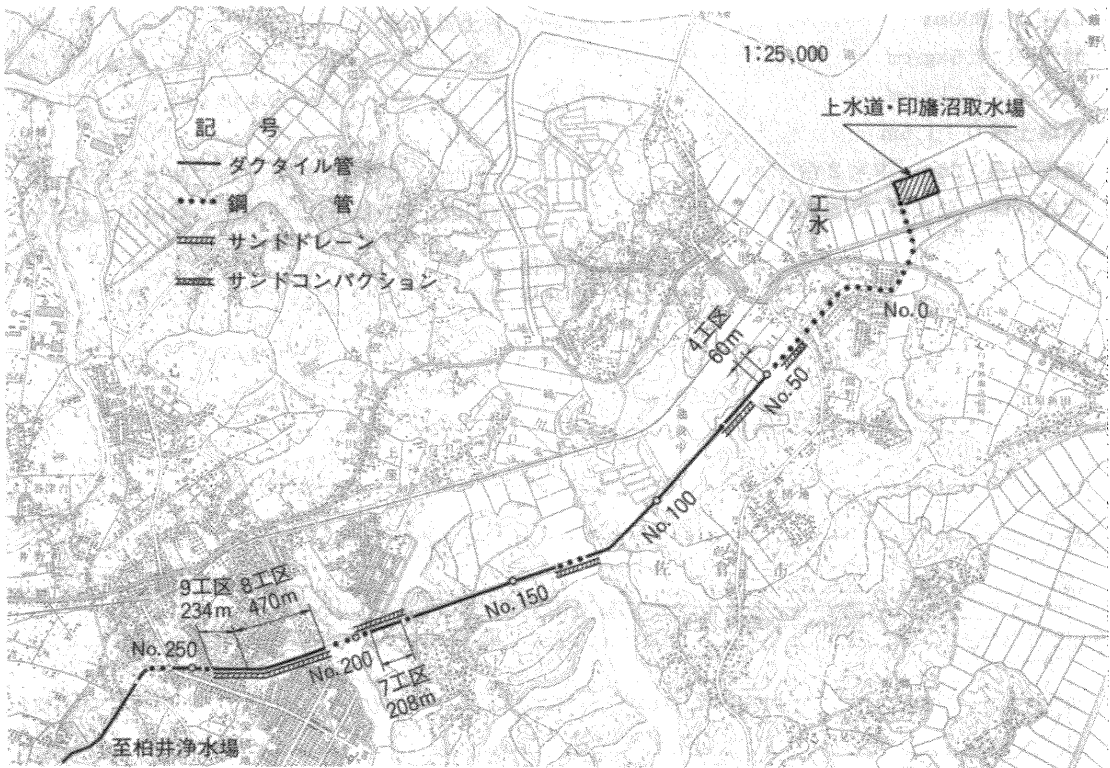 1:25,000
上水道・印旛沼取水場
記 号
ダクタイル管
鋼 管
サンドドレーン
サンドコンパクション
工水
No.0
4工区
60m
No.50
No.100
佐倉市
No.150
9工区 8工区
234m 470m
No.250
No.200
7工区
208m
至柏井浄水場